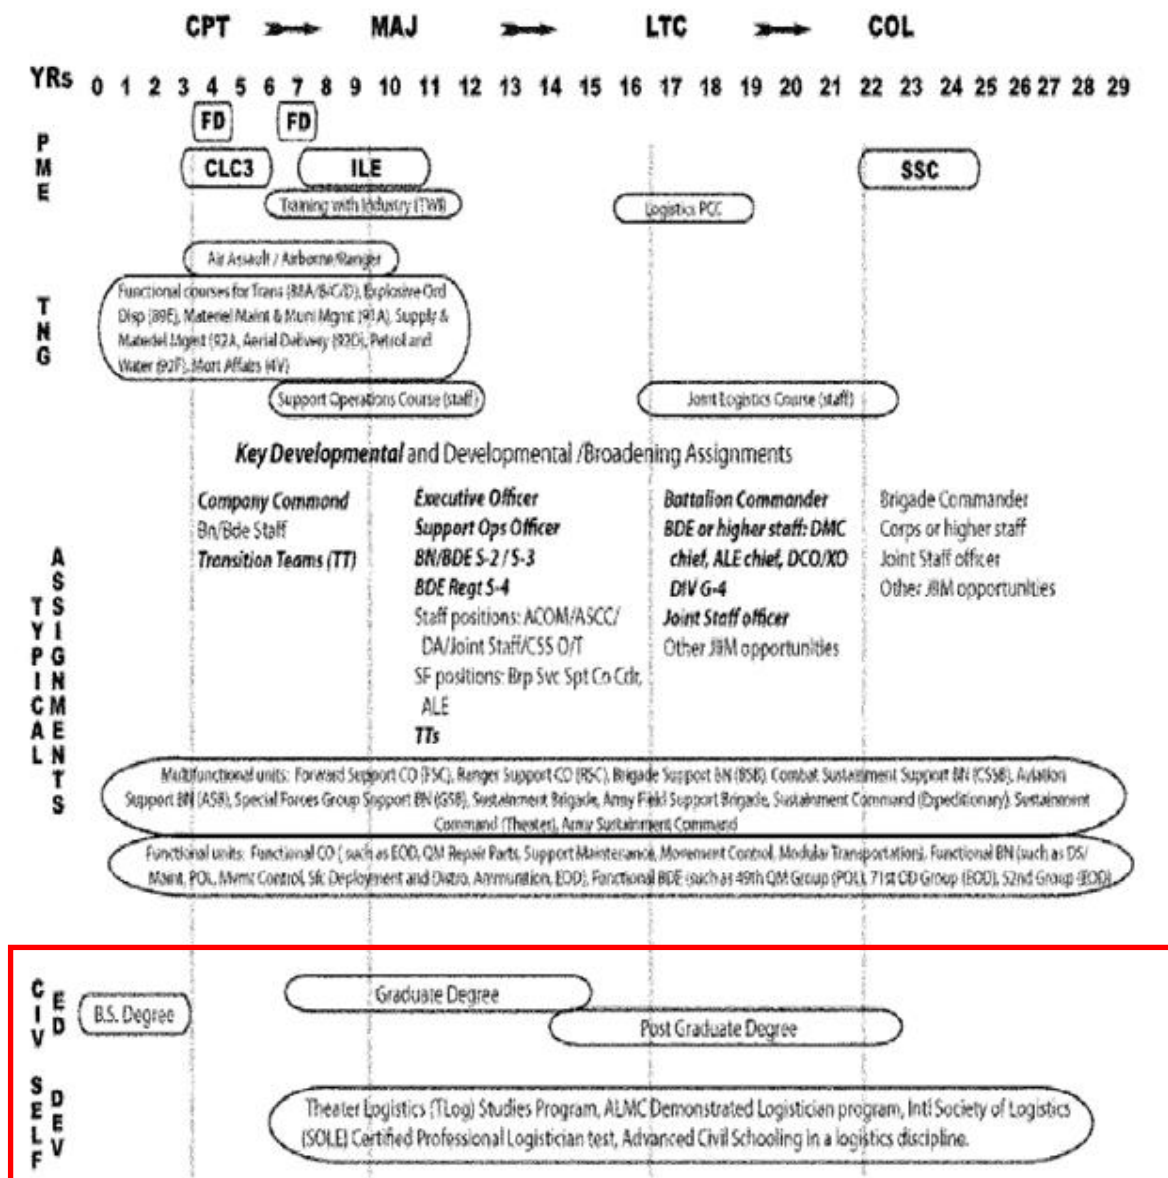 CPT MAJ LTC COL
YRs 0 1 2 3 4 5 6 7 8 9 10 11 12 13 14 15 16 17 18 19 20 21 22 23 24 25 26 27 28 29
FD FD
PME
CLC3 ILE SSC
Training with Industry (TWI) Logistics PCC
TNG
Air Assault / Airborne/Ranger
Functional courses for Trans (88A/B/C/D), Explosive Ord
Disp (89E), Materiel Maint & Muni Mgmt (91A), Supply &
Materiel Mgmt (92A, Aerial Delivery (92D), Petrol and
Water (92F), Mort Affairs (4V)
Support Operations Course (staff) Joint Logistics Course (staff)
Key Developmental and Developmental /Broadening Assignments
TYPICAL ASSIGNMENTS
Company Command
Bn/Bde Staff
Transition Teams (TT)
Executive Officer
Support Ops Officer
BN/BDE S-2 / S-3
BDE Regt S-4
Staff positions: ACOM/ASCC/
DA/Joint Staff/CSS O/T
SF positions: Brp Svc Spt Co Cdr,
ALE
TTs
Battalion Commander
BDE or higher staff: DMC
chief, ALE chief, DCO/XO
DIV G-4
Joint Staff officer
Other JIIM opportunities
Brigade Commander
Corps or higher staff
Joint Staff officer
Other JIIM opportunities
Multifunctional units: Forward Support CO (FSC), Ranger Support CO (RSC), Brigade Support BN (BSB), Combat Sustainment Support BN (CSSB), Aviation
Support BN (ASB), Special Forces Group Support BN (GSB), Sustainment Brigade, Army Field Support Brigade, Sustainment Command (Expeditionary), Sustainment
Command (Theater), Army Sustainment Command
Functional units: Functional CO ( such as EOD, QM Repair Parts, Support Maintenance, Movement Control, Modular Transportation), Functional BN (such as DS/
Maint, POL, Mvmt Control, Sfc Deployment and Distro, Ammunition, EOD), Functional BDE (such as 49th QM Group (POL), 71st OD Group (EOD), 52nd Group (EOD)
CIV ED
B.S. Degree
Graduate Degree
Post Graduate Degree
SELF DEV
Theater Logistics (TLog) Studies Program, ALMC Demonstrated Logistician program, Intl Society of Logistics
(SOLE) Certified Professional Logistician test, Advanced Civil Schooling in a logistics discipline.